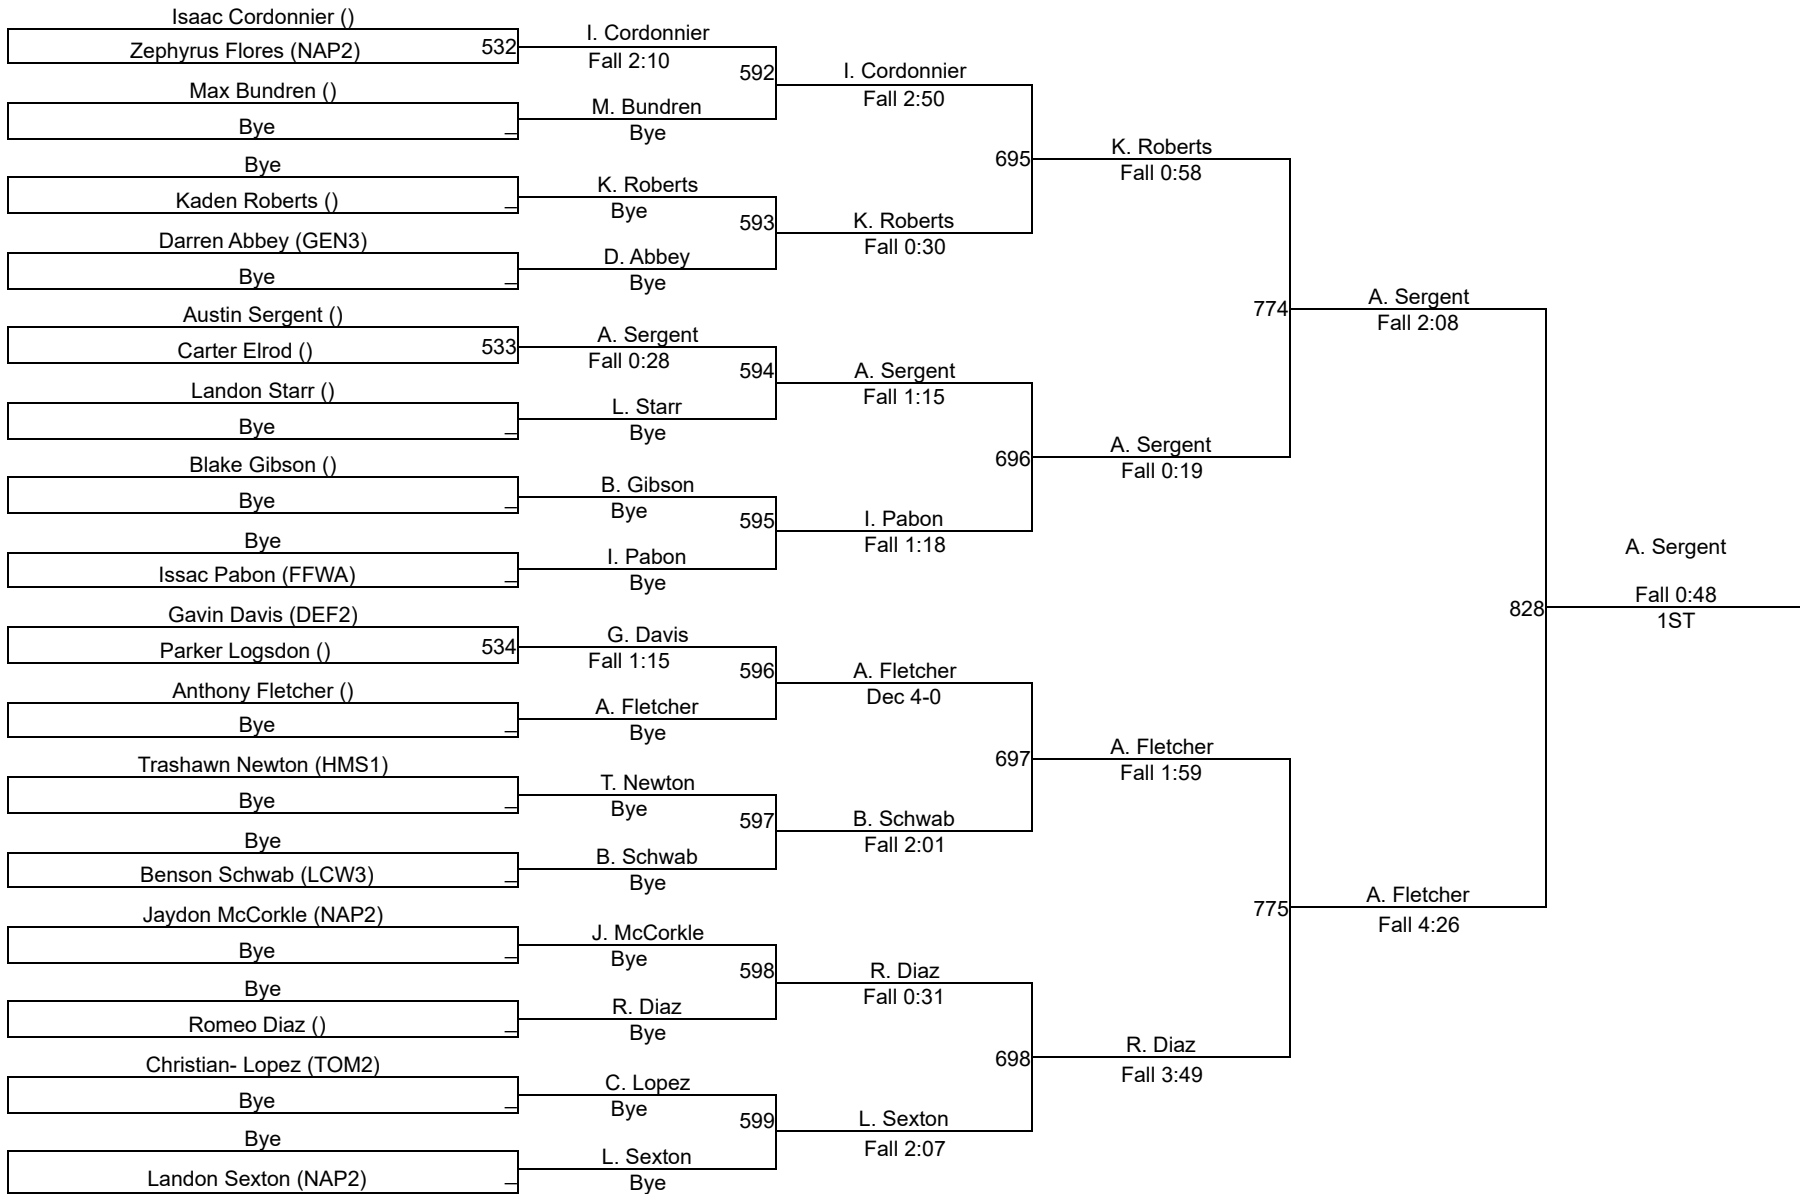 Isaac Cordonnier ()
Zephyrus Flores (NAP2) 532
Max Bundren ()
Bye _
Bye
Kaden Roberts () _
Darren Abbey (GEN3)
Bye _
Austin Sergent ()
Carter Elrod () 533
Landon Starr ()
Bye _
Blake Gibson ()
Bye _
Bye
Issac Pabon (FFWA) _
Gavin Davis (DEF2)
Parker Logsdon () 534
Anthony Fletcher ()
Bye _
Trashawn Newton (HMS1)
Bye _
Bye
Benson Schwab (LCW3) _
Jaydon McCorkle (NAP2)
Bye _
Bye
Romeo Diaz () _
Christian- Lopez (TOM2)
Bye _
Bye
Landon Sexton (NAP2) _
I. Cordonnier
Fall 2:10
592
M. Bundren
Bye
K. Roberts
Bye
593
D. Abbey
Bye
A. Sergent
Fall 0:28
594
L. Starr
Bye
B. Gibson
Bye
595
I. Pabon
Bye
G. Davis
Fall 1:15
596
A. Fletcher
Bye
T. Newton
Bye
597
B. Schwab
Bye
J. McCorkle
Bye
598
R. Diaz
Bye
C. Lopez
Bye
599
L. Sexton
Bye
I. Cordonnier
Fall 2:50
695
K. Roberts
Fall 0:30
A. Sergent
Fall 1:15
696
I. Pabon
Fall 1:18
A. Fletcher
Dec 4-0
697
B. Schwab
Fall 2:01
R. Diaz
Fall 0:31
698
L. Sexton
Fall 2:07
K. Roberts
Fall 0:58
774
A. Sergent
Fall 0:19
A. Fletcher
Fall 1:59
775
R. Diaz
Fall 3:49
A. Sergent
Fall 2:08
828
A. Fletcher
Fall 4:26
A. Sergent
Fall 0:48
1ST